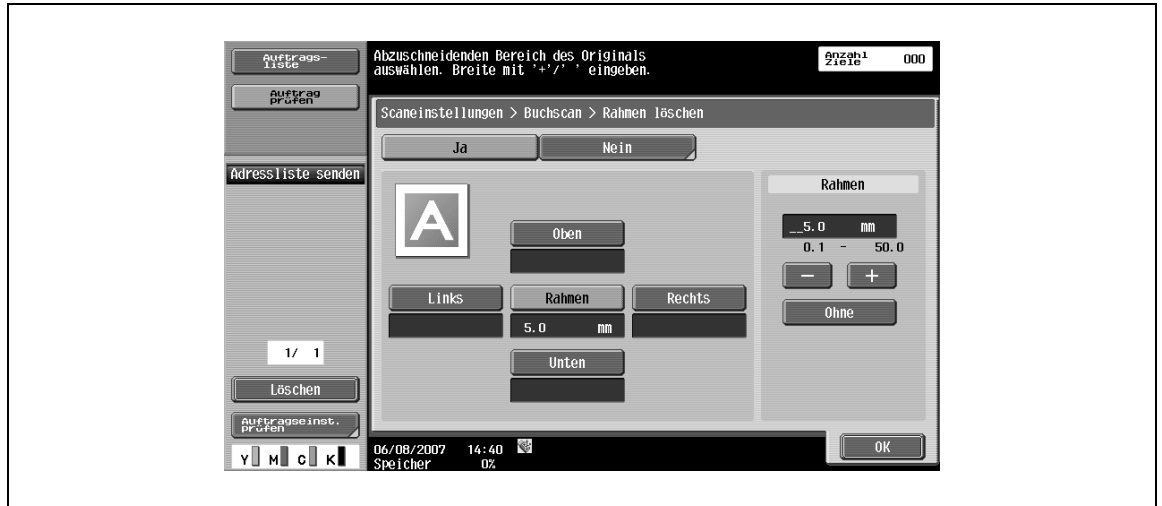 Auftrags-
liste
Auftrag
prüfen
Adressliste senden
1/ 1
Löschen
Auftragseinst.
prüfen
Y M C K
Abzuschneidenden Bereich des Originals
auswählen. Breite mit '+'/' ' eingeben.
Anzahl
Ziele 000
Scaneinstellungen > Buchscan > Rahmen löschen
Ja Nein
A
Oben
Links Rahmen Rechts
5.0 mm
Unten
Rahmen
__5.0 mm
0.1 - 50.0
- +
Ohne
06/08/2007 14:40
Speicher 0%
OK